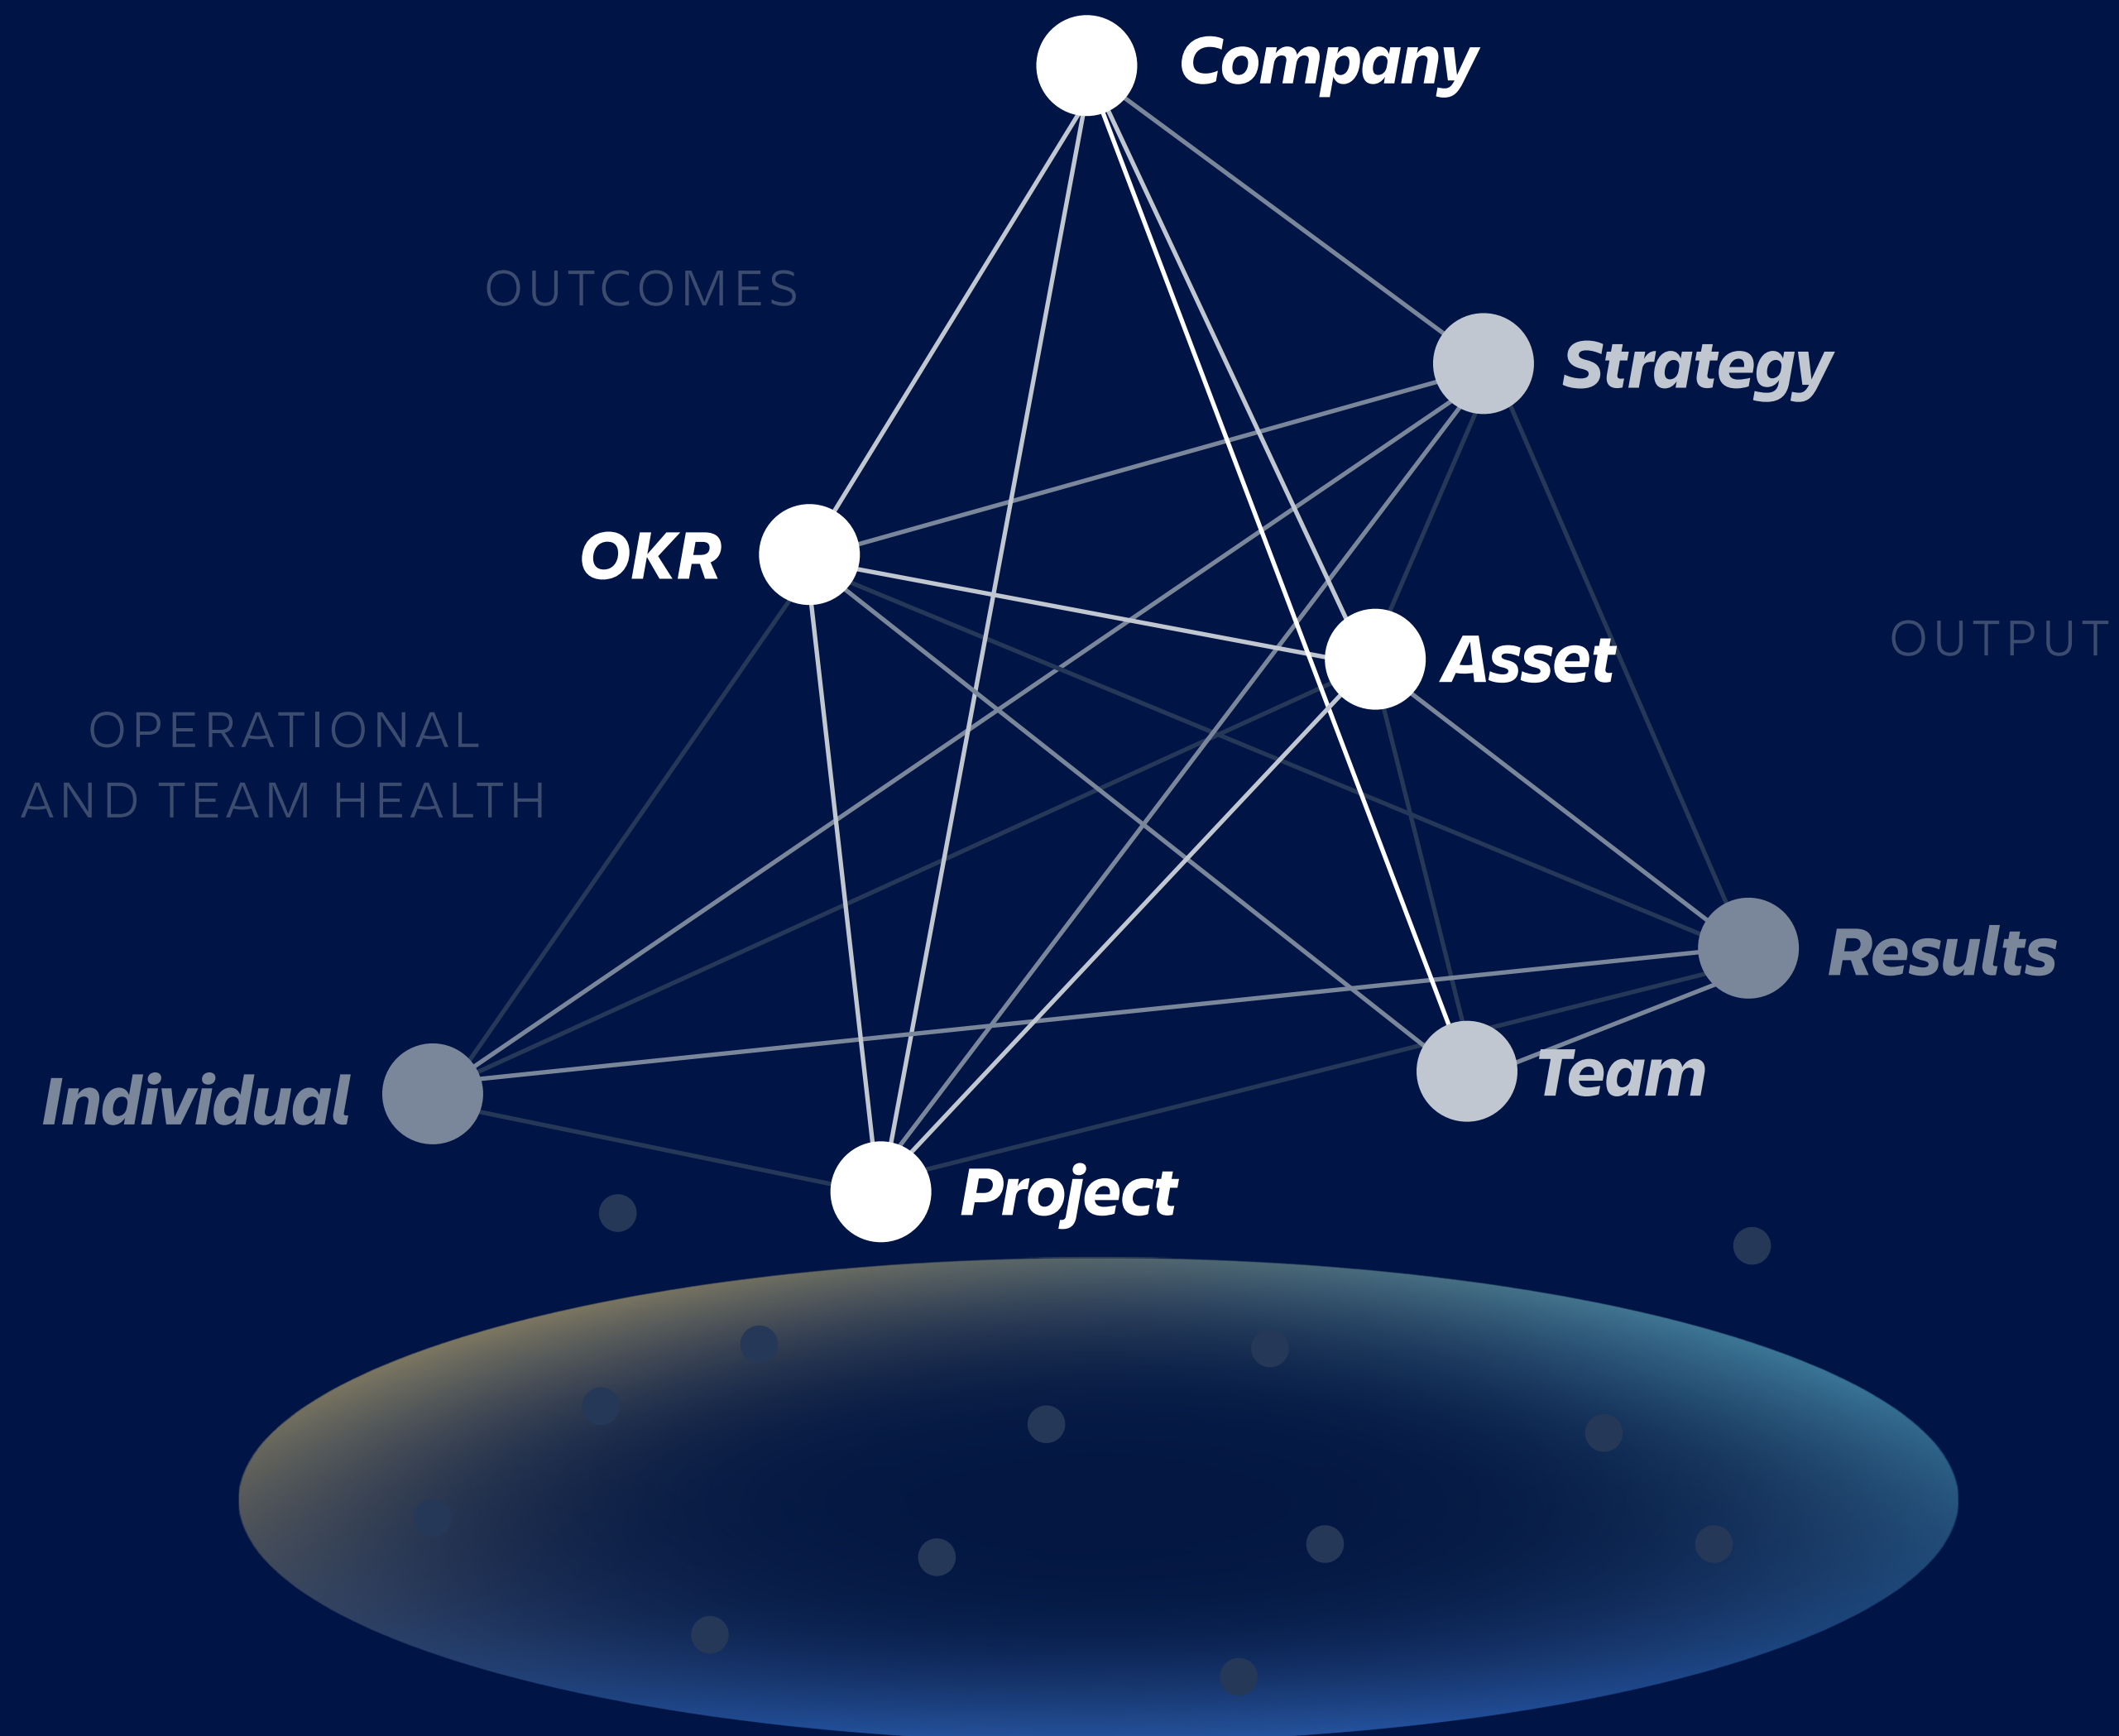 Company
OUTCOMES
Strategy
OKR
Asset
OUTPUT
OPERATIONAL
AND TEAM HEALTH
Results
Individual
Team
Project